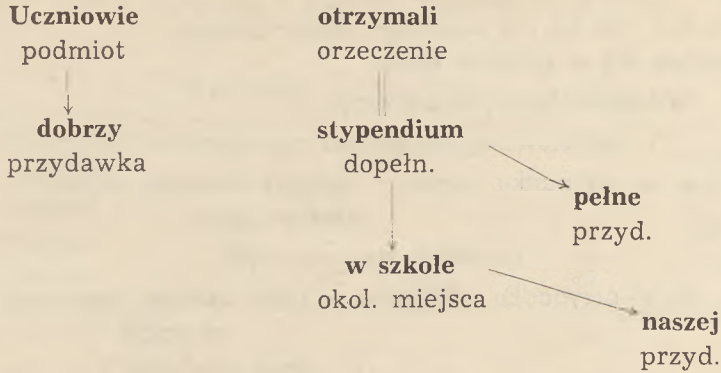 Uczniowie otrzymali
podmiot orzeczenie
dobrzy stypendium
przydawka dopełn.
pełne
przyd.
w szkole
okol. miejsca
naszej
przyd.